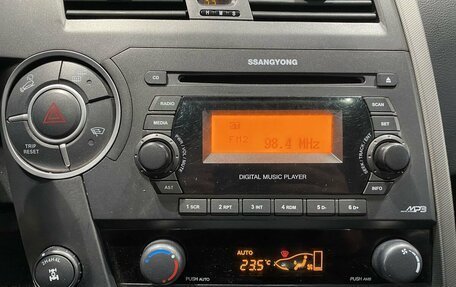 H M S
SSANGYONG
CD
RADIO
SCAN
MEDIA
SET
FM2
98.4 MHz
TRIP
RESET
AST
DIGITAL MUSIC PLAYER
INFO
1 SCR
2 RPT
3 INT
4 RDM
5 D-
6 D+
MP3
AUTO
23.5°C
PUSH AUTO
PUSH AMB